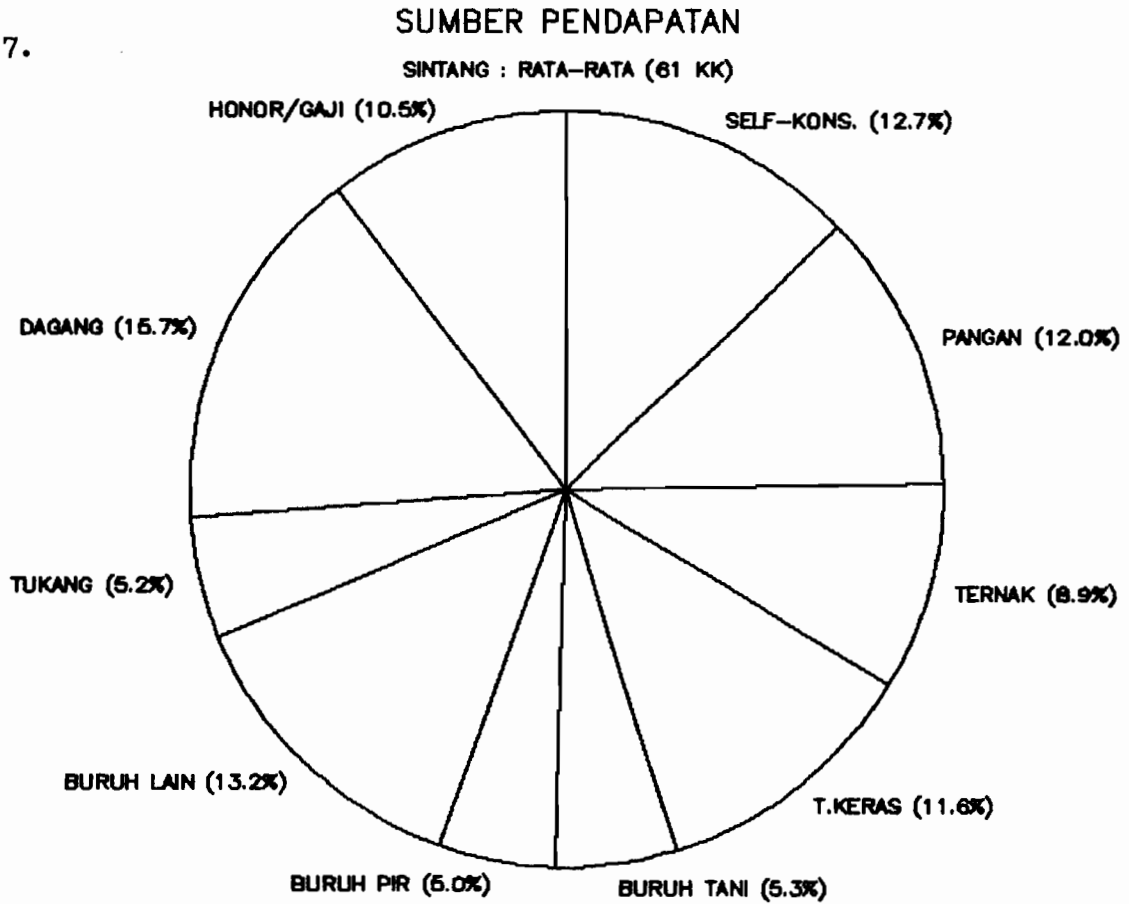 SUMBER PENDAPATAN
7.
SINTANG : RATA-RATA (61 KK)
HONOR/GAJI (10.5%)
SELF-KONS. (12.7%)
DAGANG (15.7%)
PANGAN (12.0%)
TUKANG (5.2%)
TERNAK (8.9%)
BURUH LAIN (13.2%)
T.KERAS (11.6%)
BURUH PIR (5.0%)
BURUH TANI (5.3%)